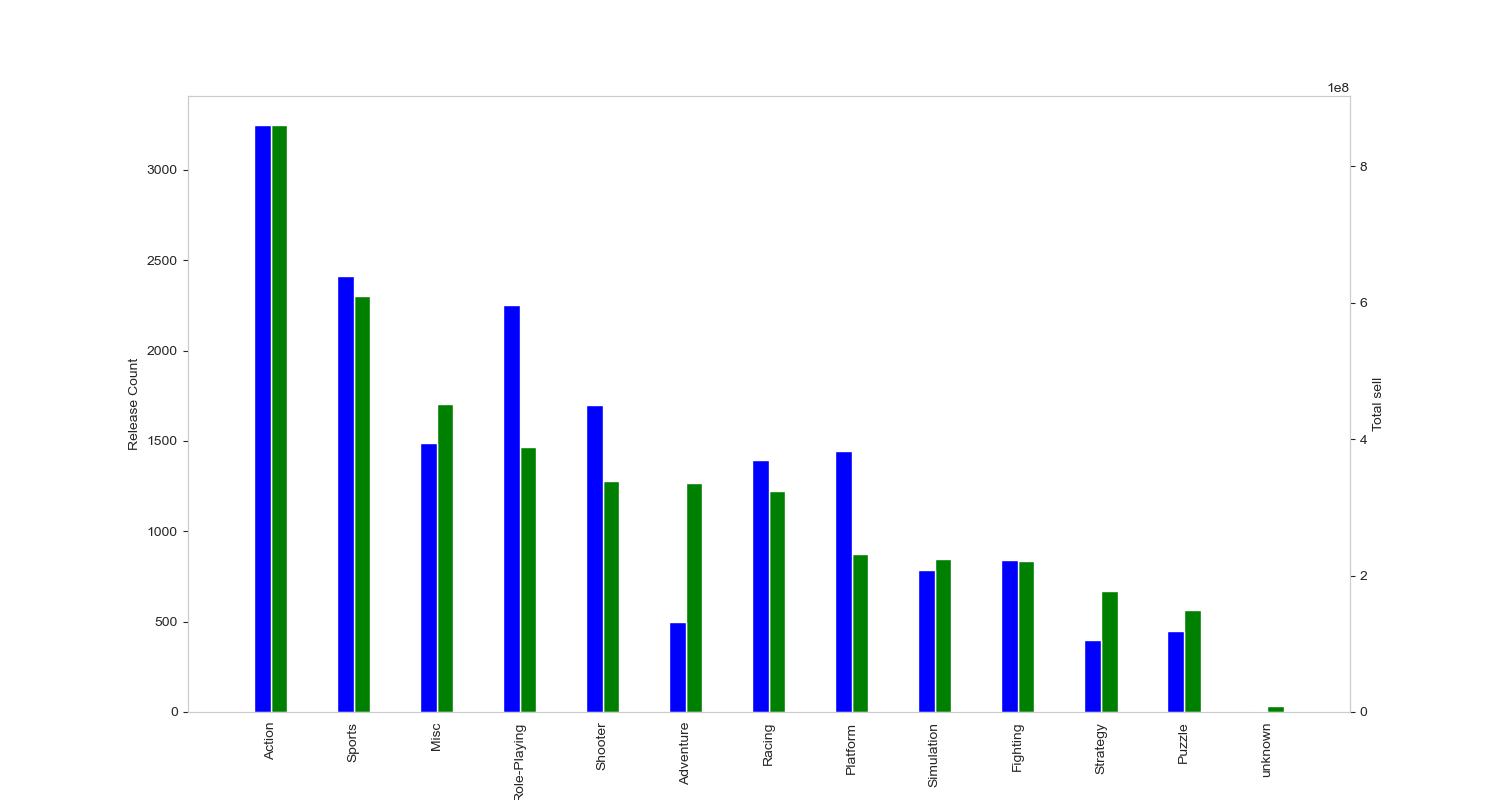 1e8
3000
2500
2000
1500
1000
500
0
Release Count
8
6
4
2
0
Total sell
Action
Sports
Misc
Role-Playing
Shooter
Adventure
Racing
Platform
Simulation
Fighting
Strategy
Puzzle
unknown